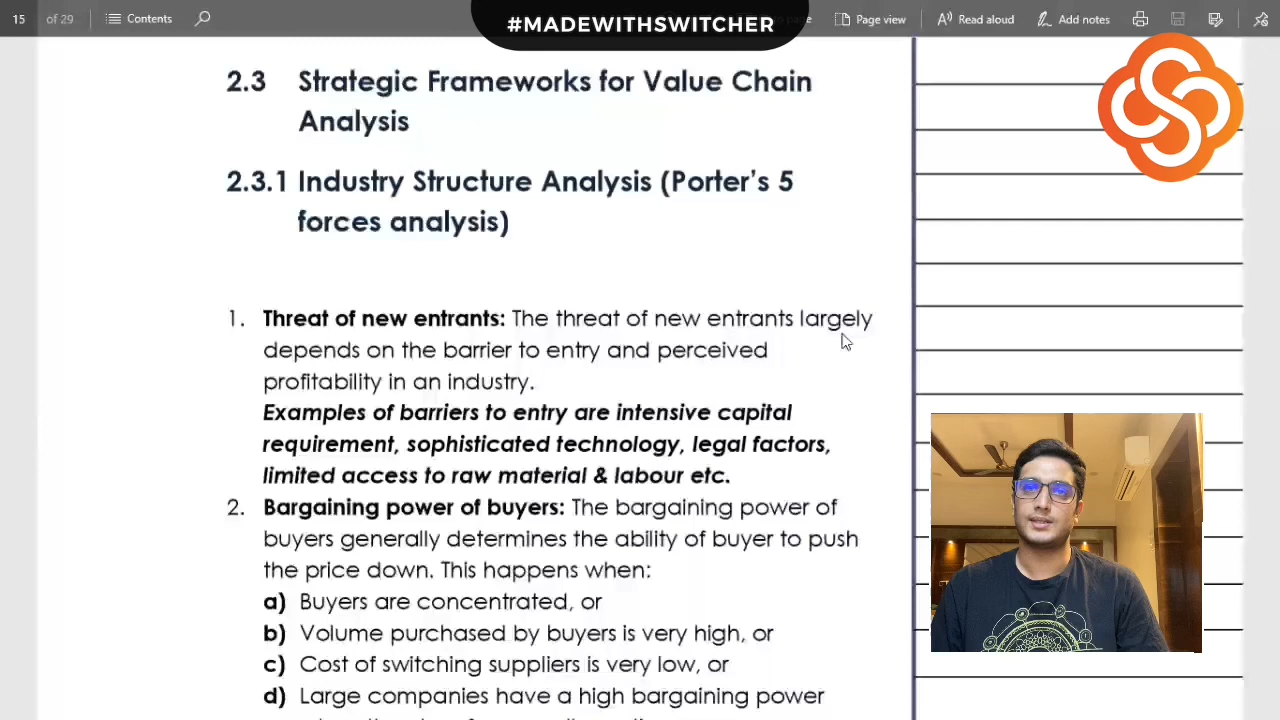 15 of 29 Contents Page view Read aloud Add notes
#MADEWITHSWITCHER
2.3 Strategic Frameworks for Value Chain
Analysis
2.3.1 Industry Structure Analysis (Porter's 5
forces analysis)
1. Threat of new entrants: The threat of new entrants largely
depends on the barrier to entry and perceived
profitability in an industry.
Examples of barriers to entry are intensive capital
requirement, sophisticated technology, legal factors,
limited access to raw material & labour etc.
2. Bargaining power of buyers: The bargaining power of
buyers generally determines the ability of buyer to push
the price down. This happens when:
a) Buyers are concentrated, or
b) Volume purchased by buyers is very high, or
c) Cost of switching suppliers is very low, or
d) Large companies have a high bargaining power